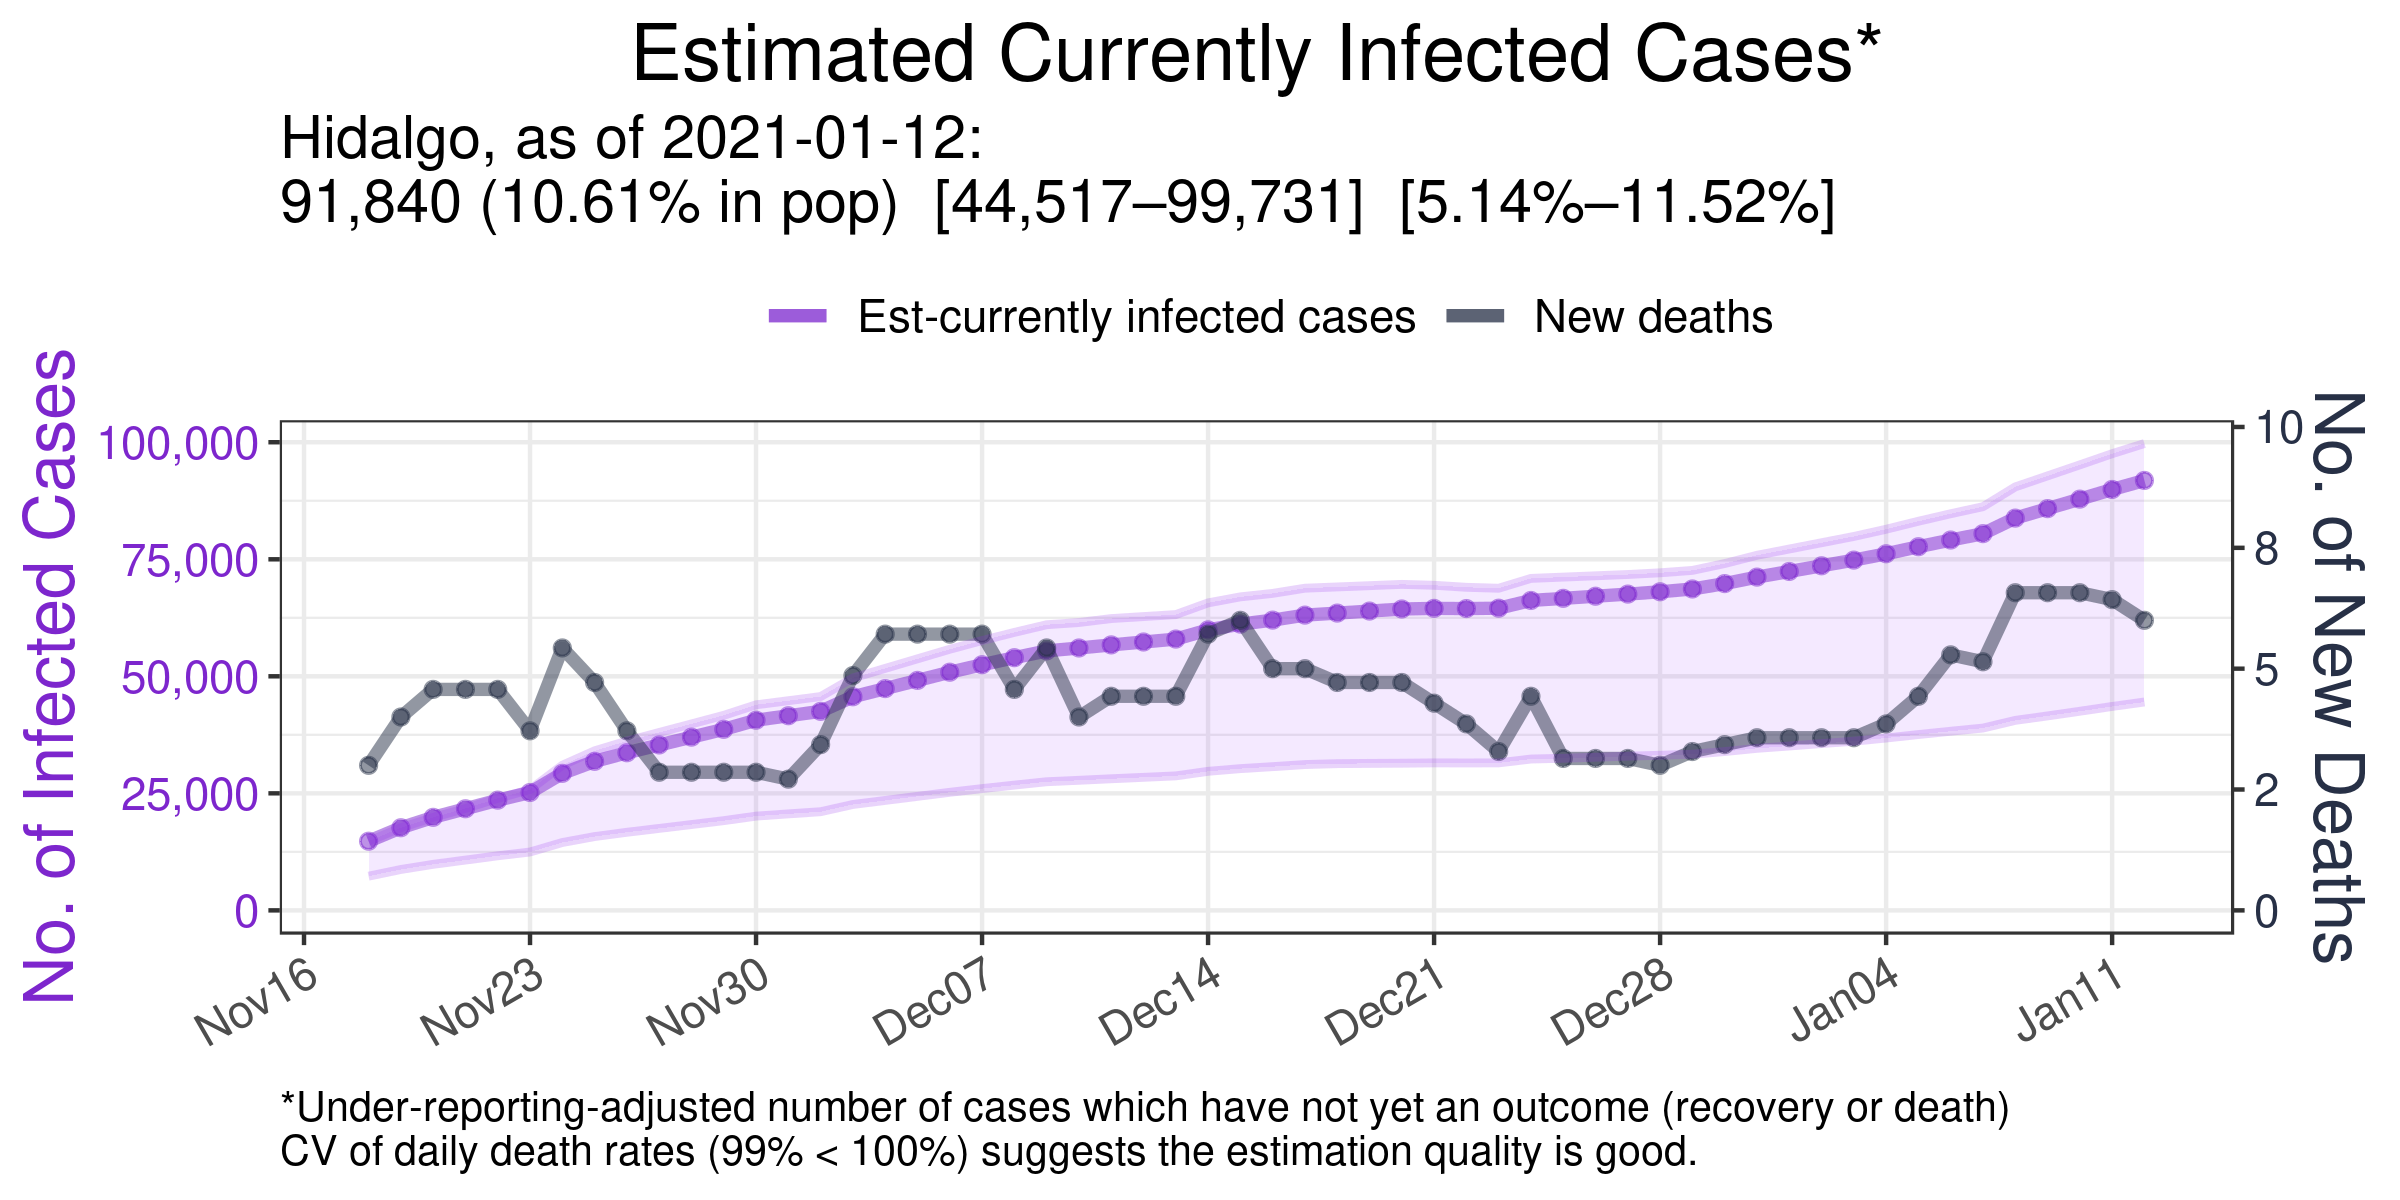 Estimated Currently Infected Cases*
Hidalgo, as of 2021-01-12:
91,840 (10.61% in pop)  [44,517–99,731]  [5.14%–11.52%]
Est-currently infected cases
New deaths
No. of Infected Cases
100,000
75,000
50,000
25,000
0
10
8
5
2
0
No. of New Deaths
Nov16
Nov23
Nov30
Dec07
Dec14
Dec21
Dec28
Jan04
Jan11
*Under-reporting-adjusted number of cases which have not yet an outcome (recovery or death)
CV of daily death rates (99% < 100%) suggests the estimation quality is good.